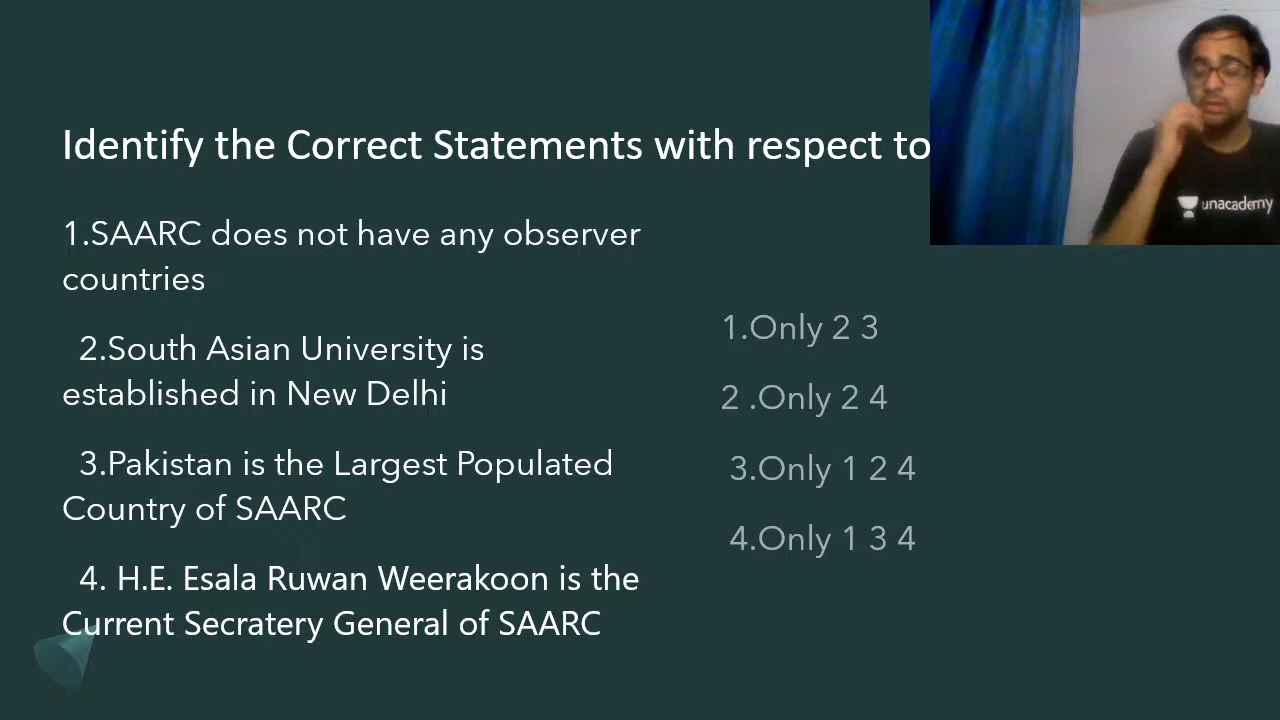 Identify the Correct Statements with respect to
1.SAARC does not have any observer
countries
2.South Asian University is
established in New Delhi
3.Pakistan is the Largest Populated
Country of SAARC
4. H.E. Esala Ruwan Weerakoon is the
Current Secratery General of SAARC
1.Only 2 3
2 .Only 2 4
3.Only 1 2 4
4.Only 1 3 4
unacademy